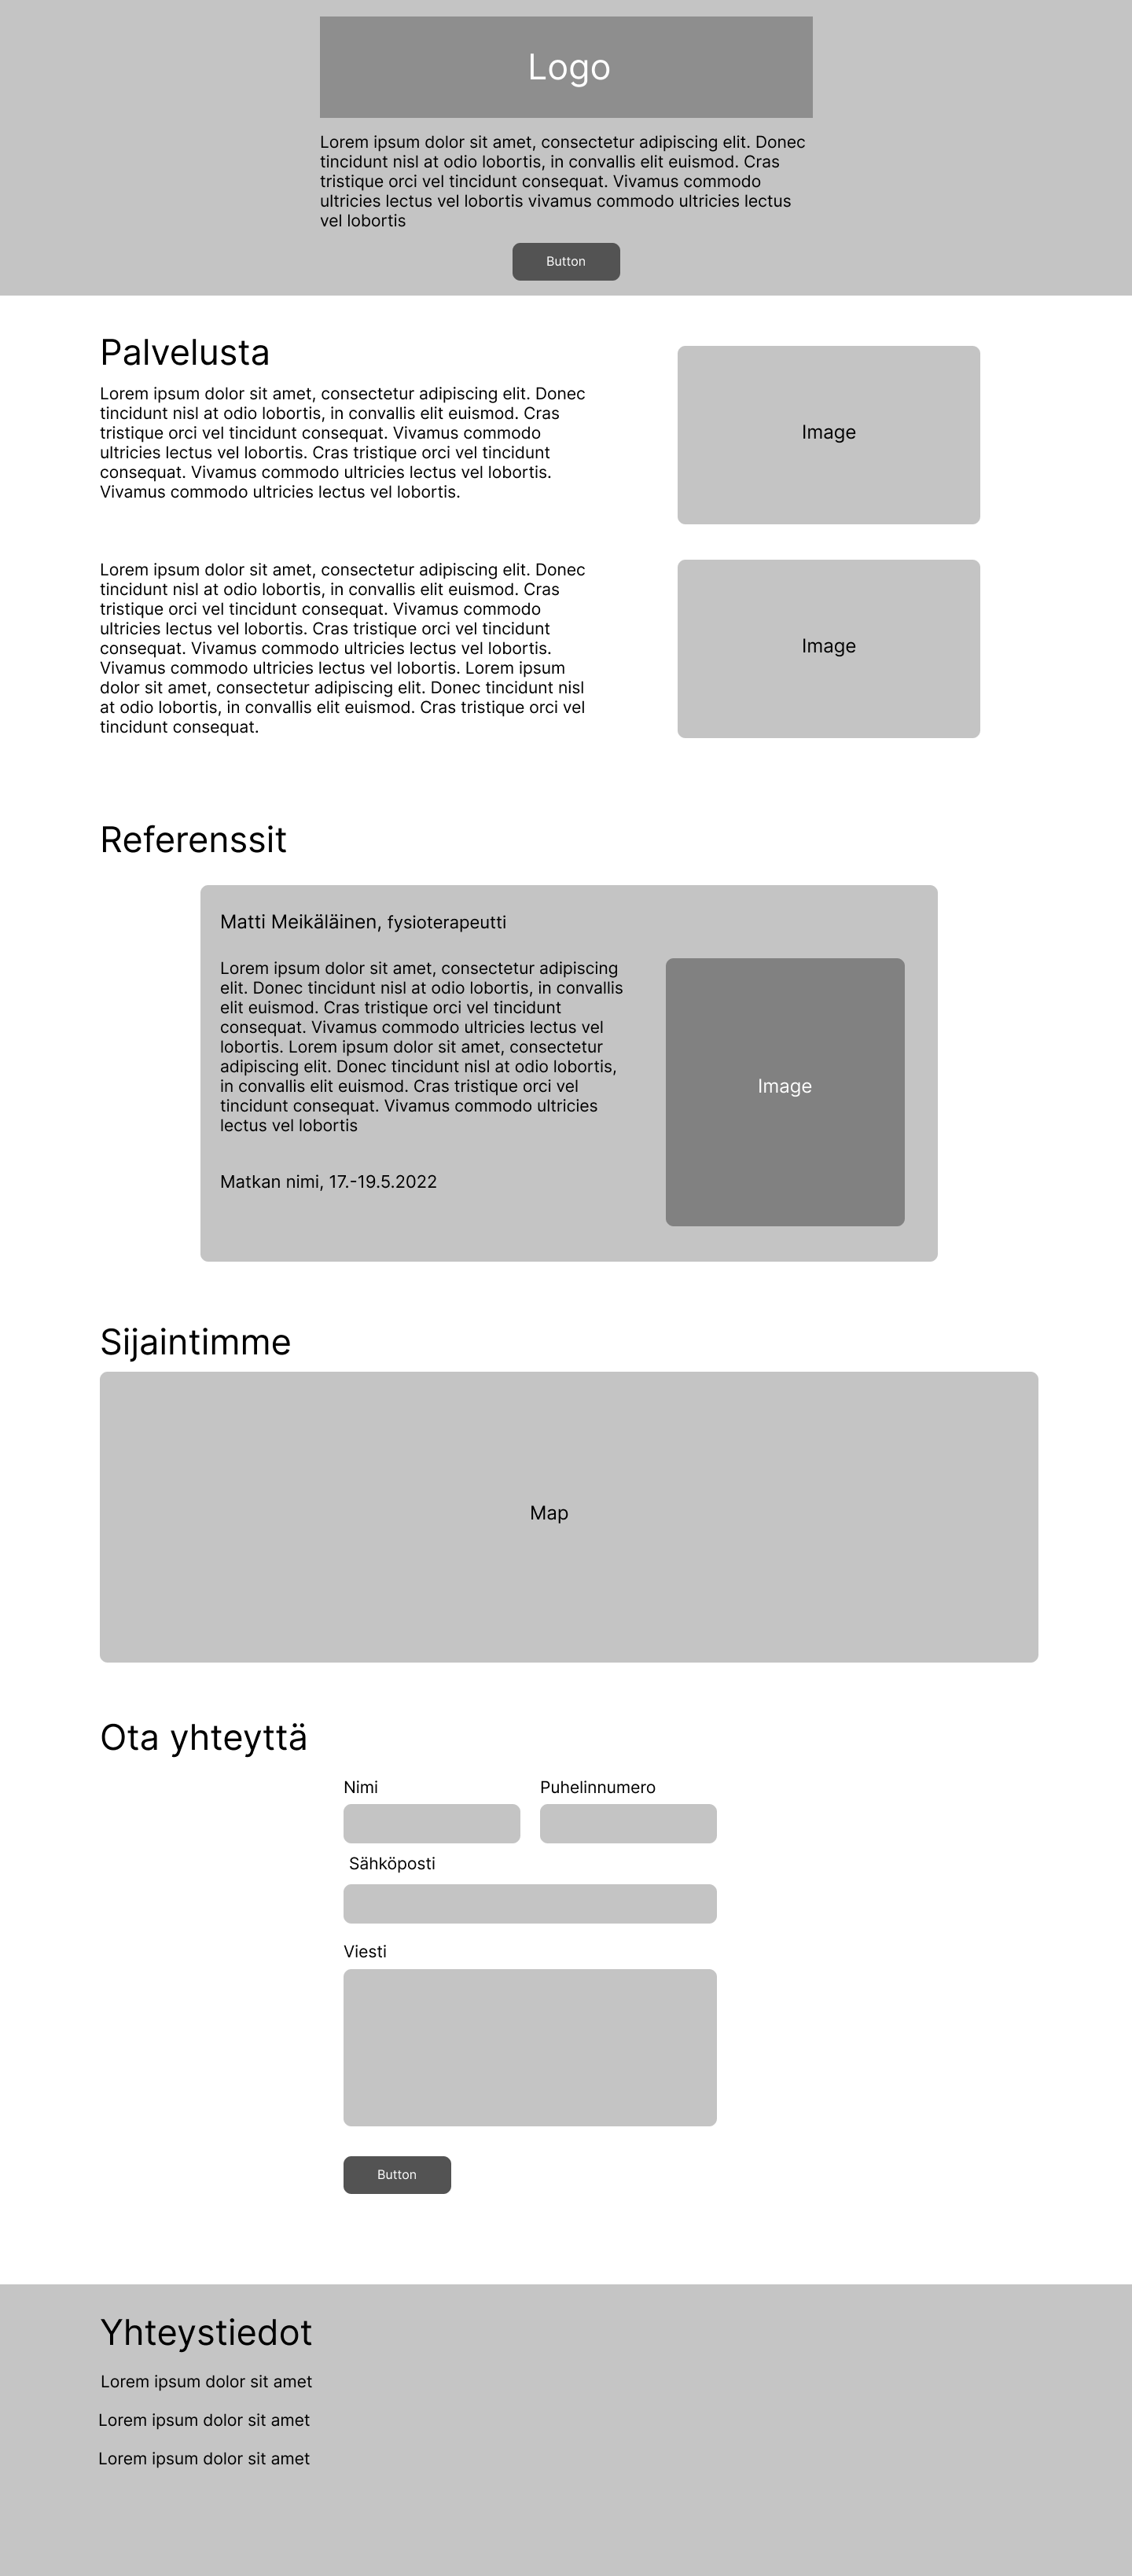 Logo
Lorem ipsum dolor sit amet, consectetur adipiscing elit. Donec
tincidunt nisl at odio lobortis, in convallis elit euismod. Cras
tristique orci vel tincidunt consequat. Vivamus commodo
ultricies lectus vel lobortis vivamus commodo ultricies lectus
vel lobortis
Button
Palvelusta
Lorem ipsum dolor sit amet, consectetur adipiscing elit. Donec
tincidunt nisl at odio lobortis, in convallis elit euismod. Cras
tristique orci vel tincidunt consequat. Vivamus commodo
ultricies lectus vel lobortis. Cras tristique orci vel tincidunt
consequat. Vivamus commodo ultricies lectus vel lobortis.
Vivamus commodo ultricies lectus vel lobortis.
Image
Lorem ipsum dolor sit amet, consectetur adipiscing elit. Donec
tincidunt nisl at odio lobortis, in convallis elit euismod. Cras
tristique orci vel tincidunt consequat. Vivamus commodo
ultricies lectus vel lobortis. Cras tristique orci vel tincidunt
consequat. Vivamus commodo ultricies lectus vel lobortis.
Vivamus commodo ultricies lectus vel lobortis. Lorem ipsum
dolor sit amet, consectetur adipiscing elit. Donec tincidunt nisl
at odio lobortis, in convallis elit euismod. Cras tristique orci vel
tincidunt consequat.
Image
Referenssit
Matti Meikäläinen, fysioterapeutti
Lorem ipsum dolor sit amet, consectetur adipiscing
elit. Donec tincidunt nisl at odio lobortis, in convallis
elit euismod. Cras tristique orci vel tincidunt
consequat. Vivamus commodo ultricies lectus vel
lobortis. Lorem ipsum dolor sit amet, consectetur
adipiscing elit. Donec tincidunt nisl at odio lobortis,
in convallis elit euismod. Cras tristique orci vel
tincidunt consequat. Vivamus commodo ultricies
lectus vel lobortis
Image
Matkan nimi, 17.-19.5.2022
Sijaintimme
Map
Ota yhteyttä
Nimi
Puhelinnumero
Sähköposti
Viesti
Button
Yhteystiedot
Lorem ipsum dolor sit amet
Lorem ipsum dolor sit amet
Lorem ipsum dolor sit amet